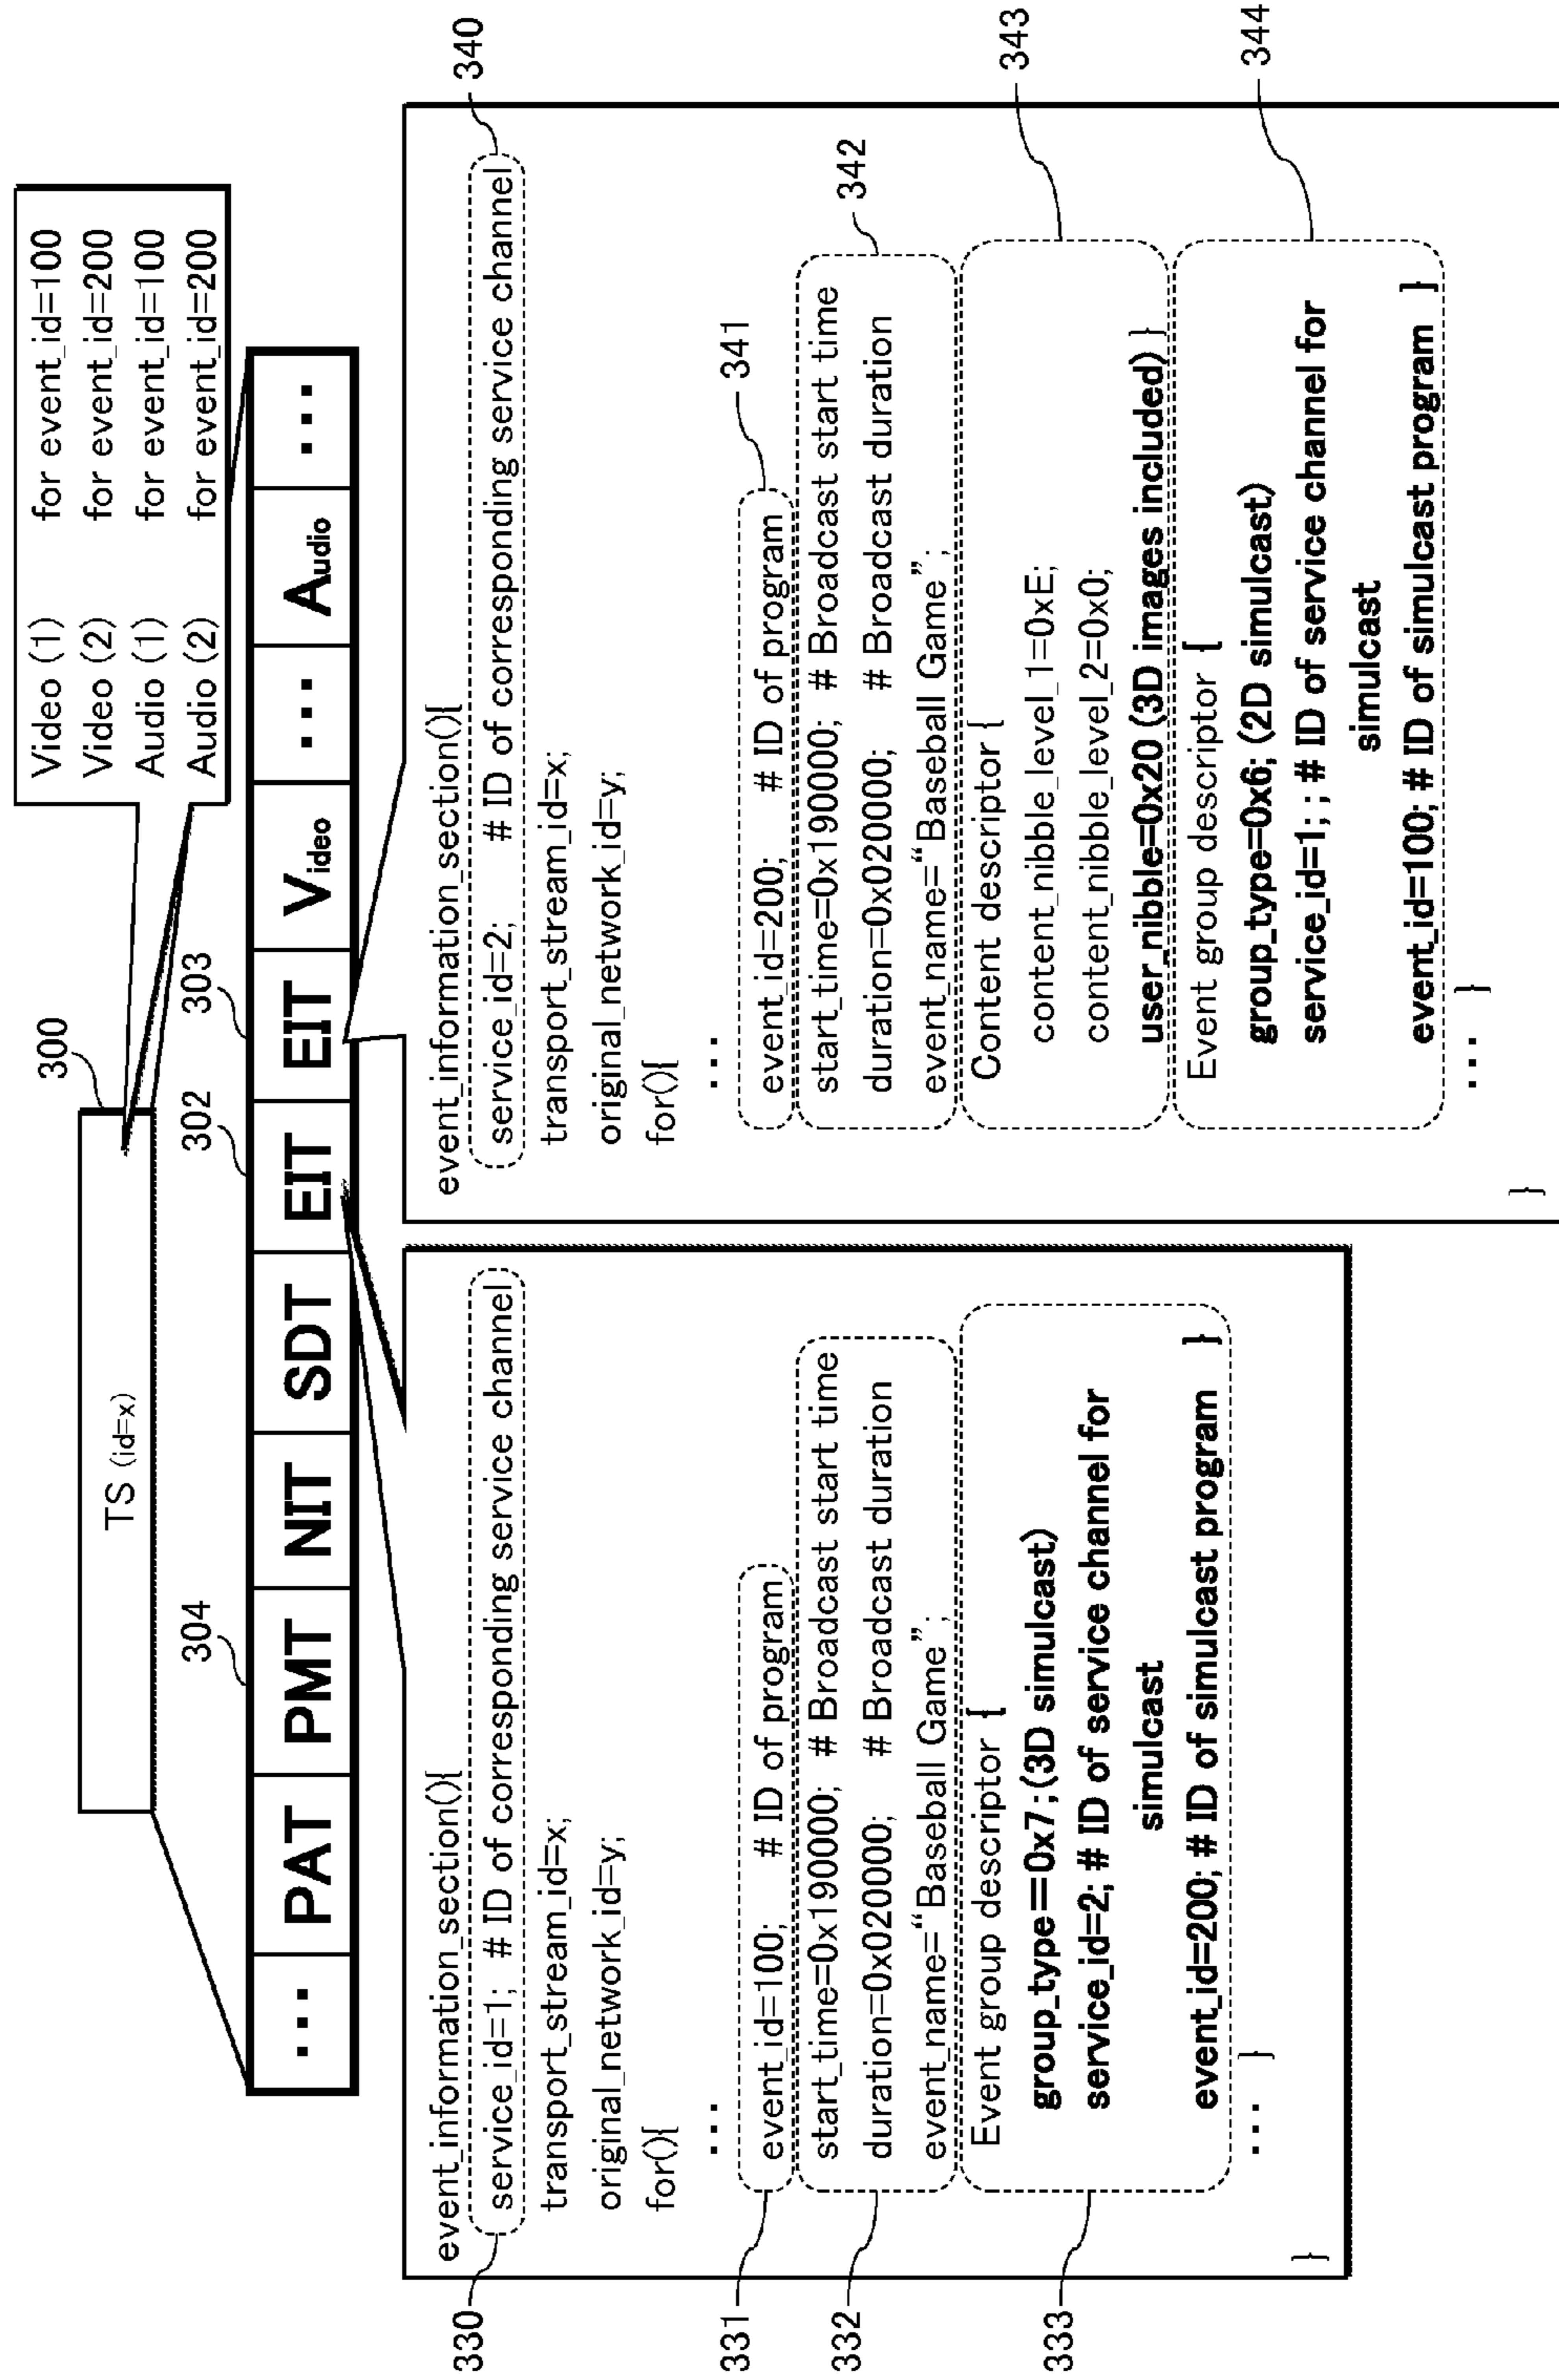 300
TS (id=x)
Video (1) for event_id=100
Video (2) for event_id=200
Audio (1) for event_id=100
Audio (2) for event_id=200
304
302
303
... PAT PMT NIT SDT EIT EIT Video ... Audio ...
330
event_information_section(){
service_id=1; # ID of corresponding service channel
transport_stream_id=x;
original_network_id=y;
for(){
...
331
event_id=100; # ID of program
332
start_time=0x190000; # Broadcast start time
duration=0x020000; # Broadcast duration
event_name=“Baseball Game”;
333
Event group descriptor {
group_type==0x7;(3D simulcast)
service_id=2; # ID of service channel for
simulcast
event_id=200; # ID of simulcast program }
... }
}
340
event_information_section(){
service_id=2; # ID of corresponding service channel
transport_stream_id=x;
original_network_id=y;
for(){
...
341
event_id=200; # ID of program
342
start_time=0x190000; # Broadcast start time
duration=0x020000; # Broadcast duration
event_name=“Baseball Game”;
343
Content descriptor {
content_nibble_level_1=0xE;
content_nibble_level_2=0x0;
user_nibble=0x20 (3D images included) }
344
Event group descriptor {
group_type=0x6; (2D simulcast)
service_id=1; ; # ID of service channel for
simulcast
event_id=100; # ID of simulcast program }
... }
}